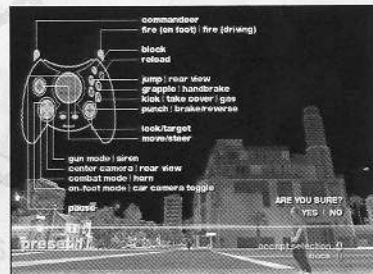 commandeer
fire (on foot) | fire (driving)
block
reload
jump | rear view
grapple | handbrake
kick | take cover | gas
punch | brake/reverse
look/target
move/steer
gun mode | siren
center camera | rear view
combat mode | horn
on-foot mode | car camera toggle
pause
ARE YOU SURE?
YES | NO
preset 1
accept selection
back